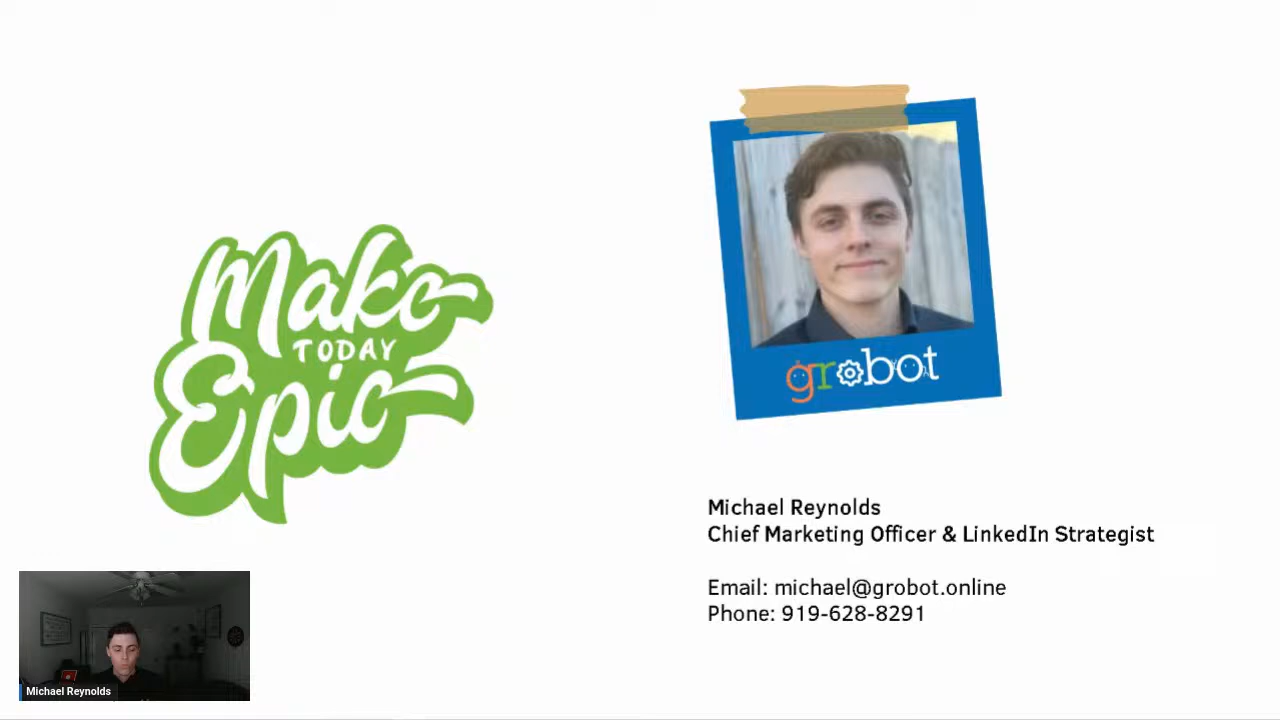 Make
TODAY
Epic
grobot
Michael Reynolds
Chief Marketing Officer & LinkedIn Strategist
Email: michael@grobot.online
Phone: 919-628-8291
Michael Reynolds